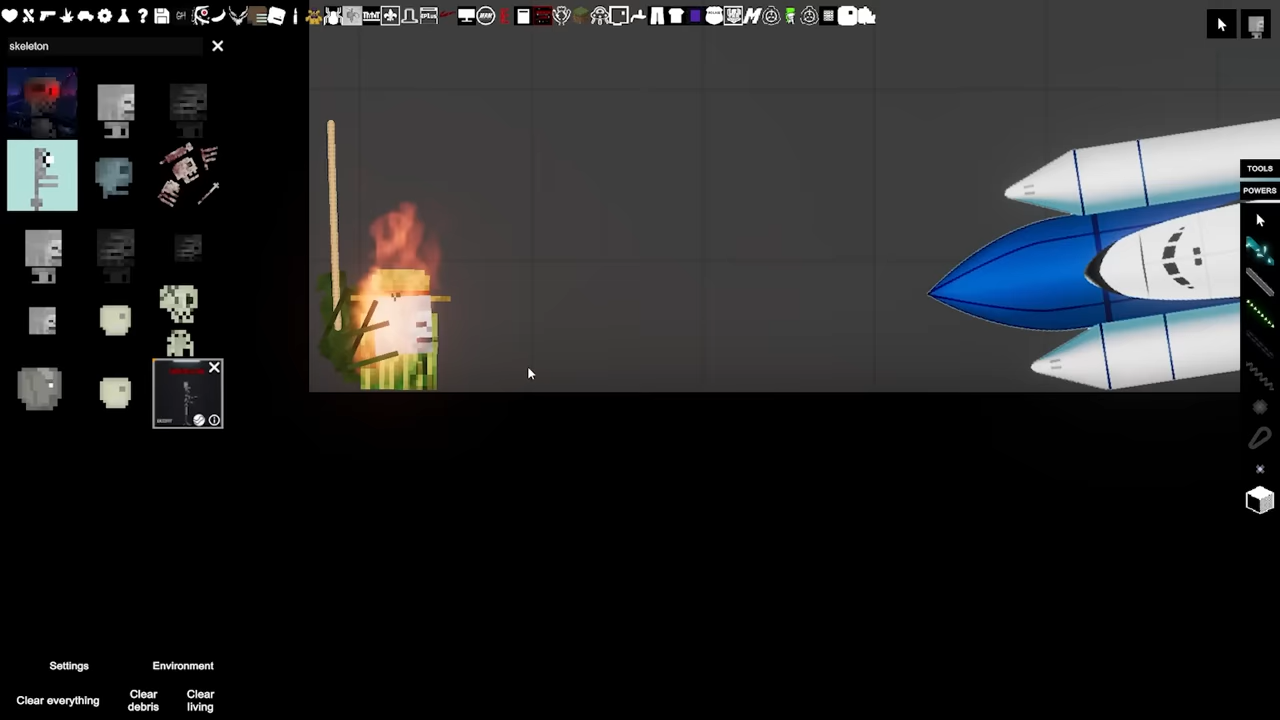 skeleton
TOOLS
POWERS
Settings
Environment
Clear everything
Clear
debris
Clear
living